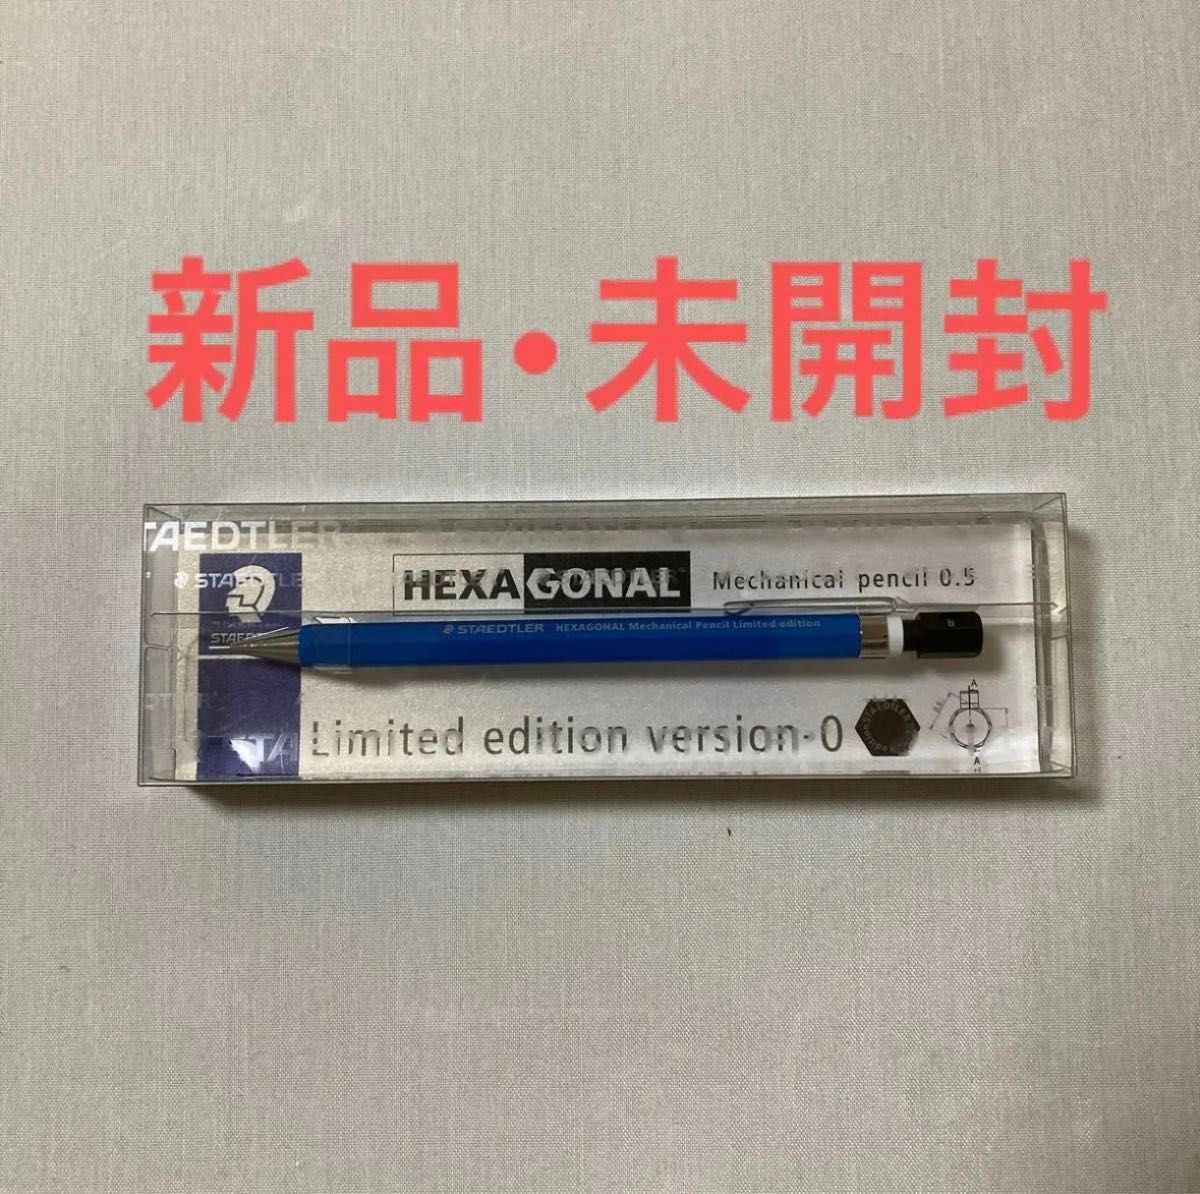 新品・未開封
STAEDTLER
STAEDTLER
HEXAGONAL Mechanical pencil 0.5
STAEDTLER HEXAGONAL Mechanical Pencil Limited edition
B
STAEDTLER
Limited edition version-0
A
A